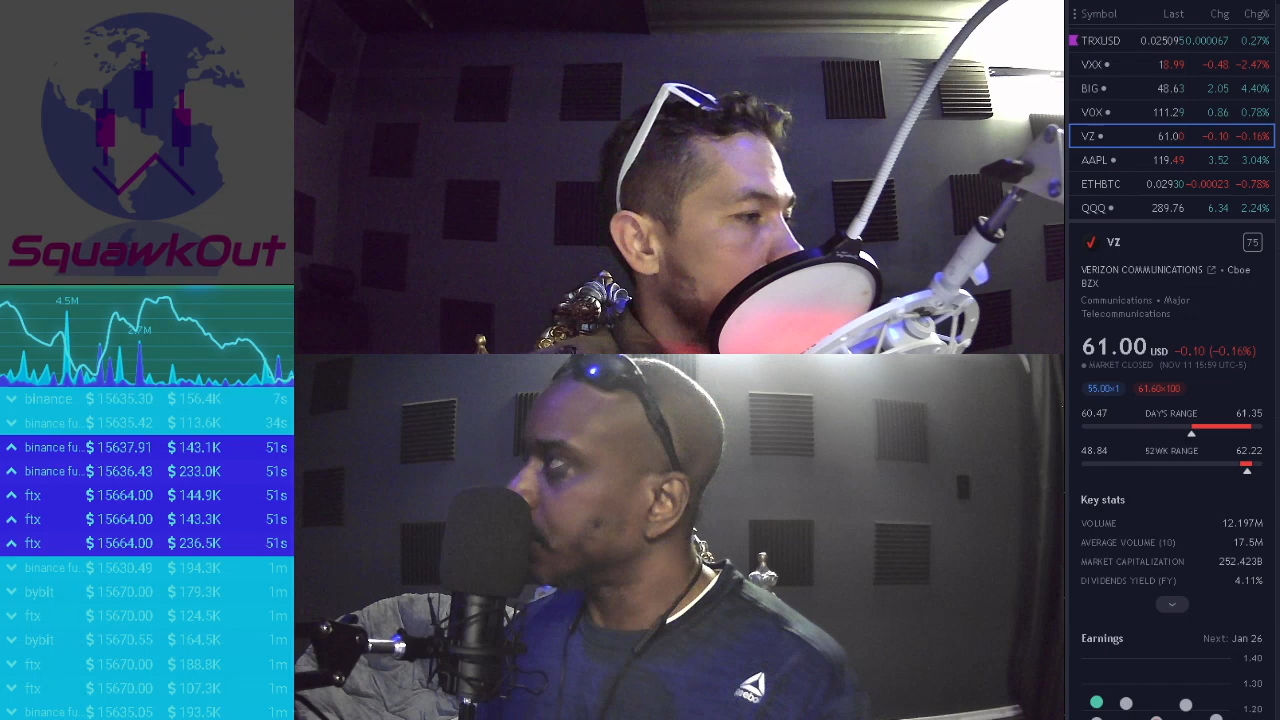 SquawkOut
4.5M
2.7M
binance $15635.30 $156.4K 7s
binance fu.. $15635.42 $113.6K 34s
binance fu.. $15637.91 $143.1K 51s
binance fu.. $15636.43 $233.0K 51s
ftx $15664.00 $144.9K 51s
ftx $15664.00 $143.3K 51s
ftx $15664.00 $236.5K 51s
binance fu.. $15630.49 $194.3K 1m
bybit $15670.00 $179.3K 1m
ftx $15670.00 $124.5K 1m
bybit $15670.55 $164.5K 1m
ftx $15670.00 $188.8K 1m
ftx $15670.00 $107.3K 1m
binance fu.. $15635.05 $193.5K 1m
Reebok
Symbol Last Chg Chg%
TRXUSD 0.025095 0.000067 0.27%
VXX 18.99 −0.48 −2.47%
BIG 48.63 2.05 4.40%
VOX 111.29 0.86 0.78%
VZ 61.00 −0.10 −0.16%
AAPL 119.49 3.52 3.04%
ETHBTC 0.02930 −0.00023 −0.78%
QQQ 289.76 6.34 2.24%
VZ 75
VERIZON COMMUNICATIONS • Cboe
BZX
Communications • Major
Telecommunications
61.00 USD −0.10 (−0.16%)
MARKET CLOSED (NOV 11 15:59 UTC-5)
55.00×1 61.60×100
60.47 DAY'S RANGE 61.35
48.84 52WK RANGE 62.22
Key stats
VOLUME 12.197M
AVERAGE VOLUME (10) 17.5M
MARKET CAPITALIZATION 252.423B
DIVIDENDS YIELD (FY) 4.11%
Earnings Next: Jan 26
1.40
1.30
1.20